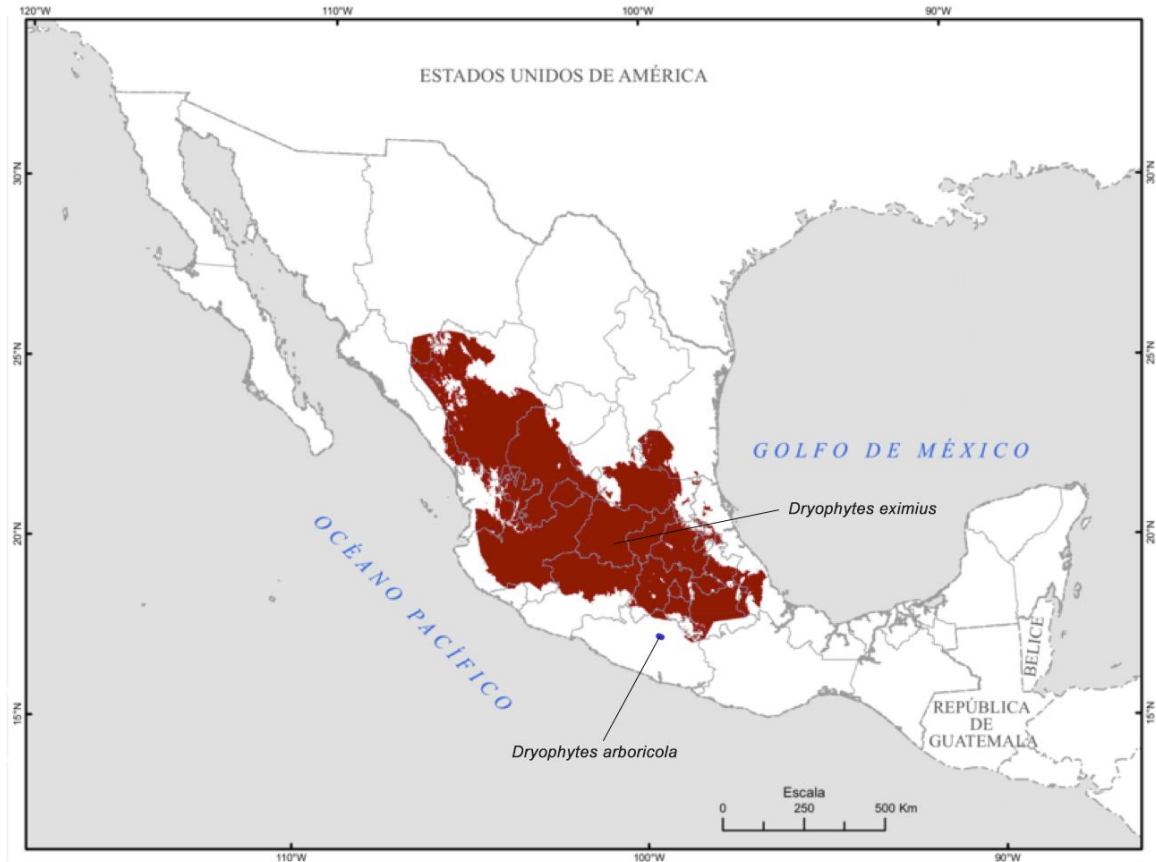 120°W 110°W 100°W 90°W
ESTADOS UNIDOS DE AMÉRICA
30°N 30°N
25°N 25°N
GOLFO DE MÉXICO
Dryophytes eximius
20°N 20°N
OCÉANO PACÍFICO
BELICE
15°N 15°N
REPÚBLICA
DE
GUATEMALA
Dryophytes arboricola
Escala
0 250 500 Km
110°W 100°W 90°W